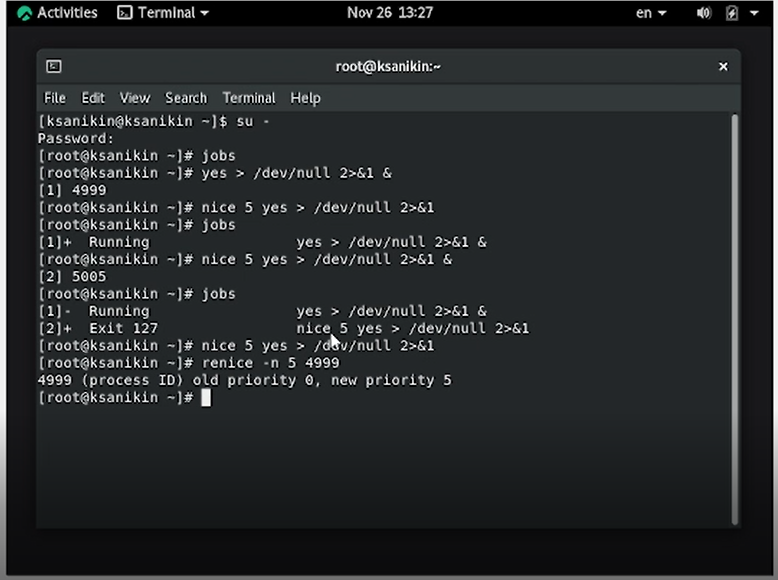 Activities Terminal Nov 26 13:27 en
root@ksanikin:~
File Edit View Search Terminal Help
[ksanikin@ksanikin ~]$ su -
Password:
[root@ksanikin ~]# jobs
[root@ksanikin ~]# yes > /dev/null 2>&1 &
[1] 4999
[root@ksanikin ~]# nice 5 yes > /dev/null 2>&1
[root@ksanikin ~]# jobs
[1]+  Running                 yes > /dev/null 2>&1 &
[root@ksanikin ~]# nice 5 yes > /dev/null 2>&1 &
[2] 5005
[root@ksanikin ~]# jobs
[1]-  Running                 yes > /dev/null 2>&1 &
[2]+  Exit 127                nice 5 yes > /dev/null 2>&1
[root@ksanikin ~]# nice 5 yes > /dev/null 2>&1
[root@ksanikin ~]# renice -n 5 4999
4999 (process ID) old priority 0, new priority 5
[root@ksanikin ~]#